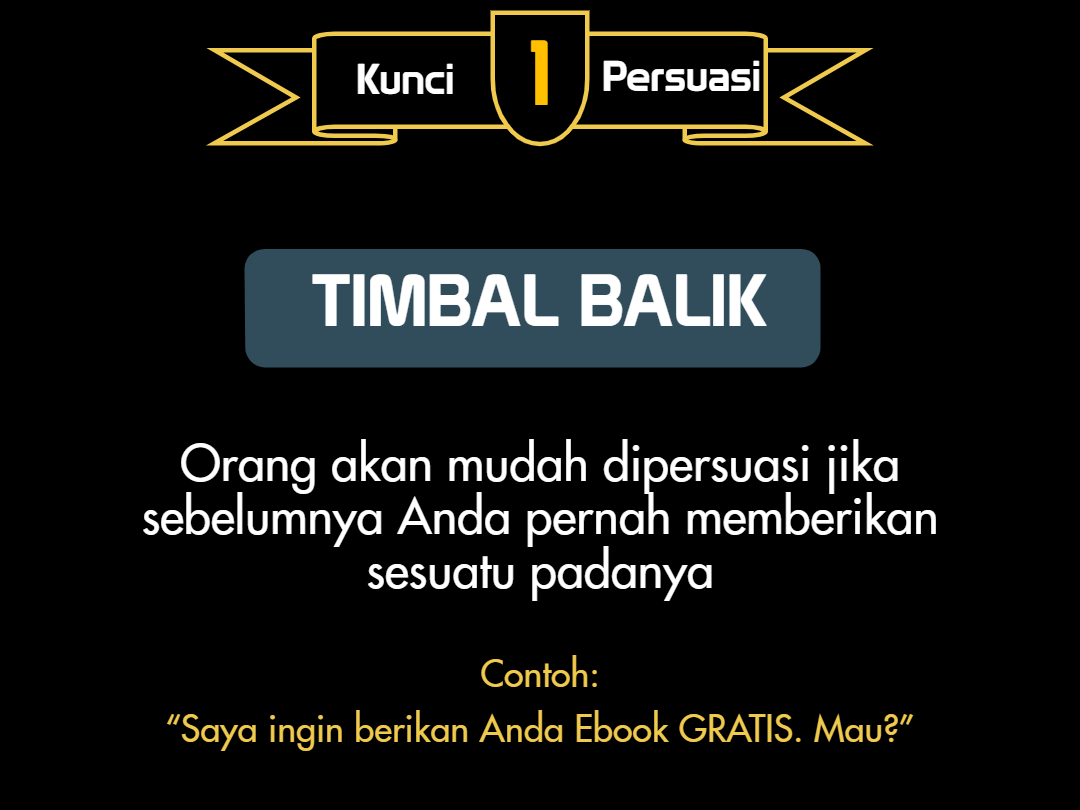 Kunci 1 Persuasi
TIMBAL BALIK
Orang akan mudah dipersuasi jika
sebelumnya Anda pernah memberikan
sesuatu padanya
Contoh:
“Saya ingin berikan Anda Ebook GRATIS. Mau?”